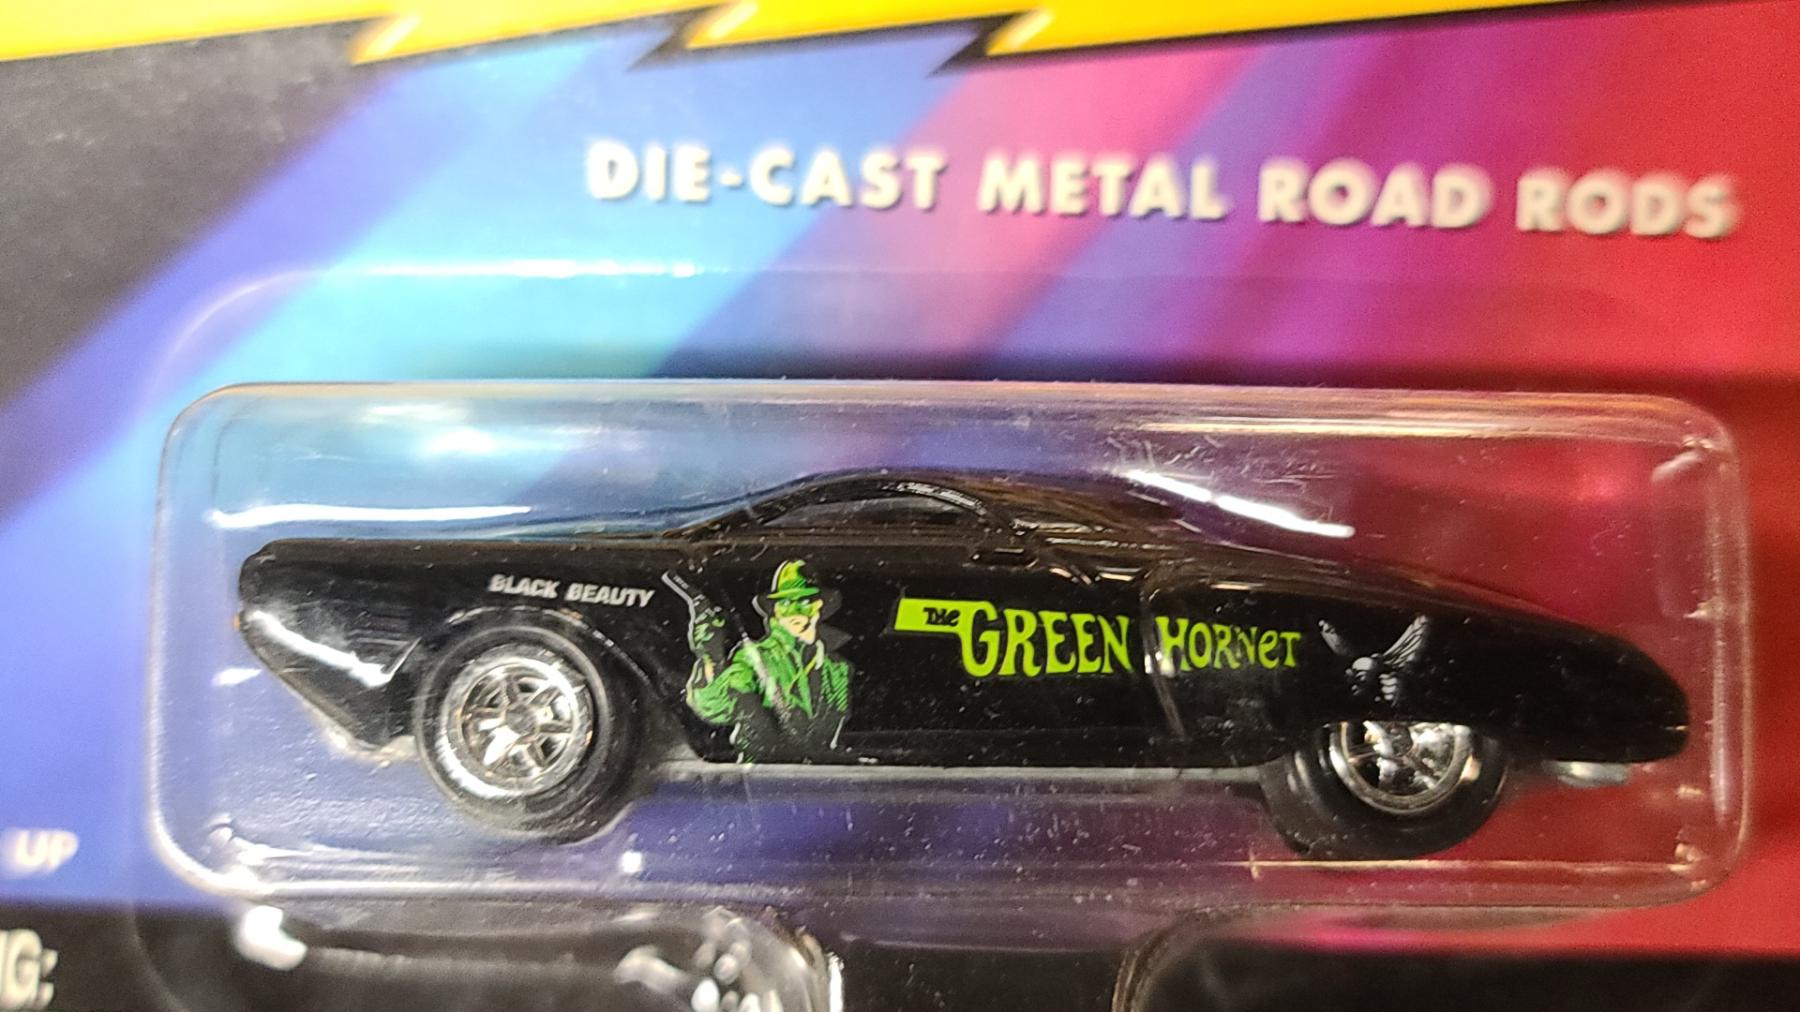 DIE-CAST METAL ROAD RODS
BLACK BEAUTY
THe GREEN HORNeT
UP